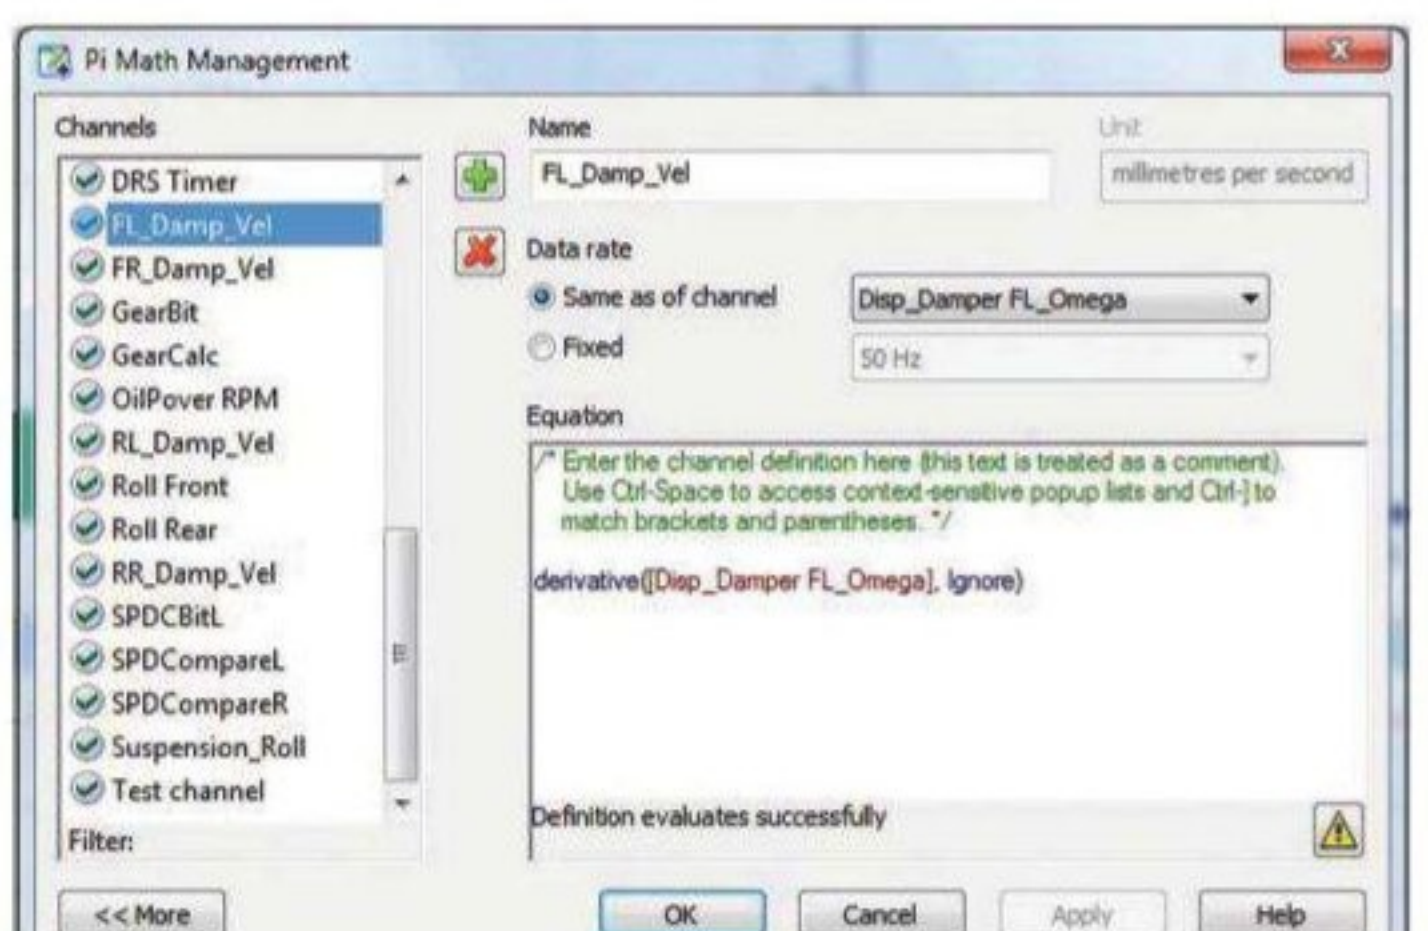 Pi Math Management
Channels
DRS Timer
FL_Damp_Vel
FR_Damp_Vel
GearBit
GearCalc
OilPover RPM
RL_Damp_Vel
Roll Front
Roll Rear
RR_Damp_Vel
SPDCBitL
SPDCompareL
SPDCompareR
Suspension_Roll
Test channel
Filter:
<< More
Name
FL_Damp_Vel
Unit
millimetres per second
Data rate
Same as of channel
Disp_Damper FL_Omega
Fixed
50 Hz
Equation
/* Enter the channel definition here (this text is treated as a comment).
Use Ctrl-Space to access context-sensitive popup lists and Ctrl-] to
match brackets and parentheses. */
derivative([Disp_Damper FL_Omega], Ignore)
Definition evaluates successfully
OK
Cancel
Apply
Help